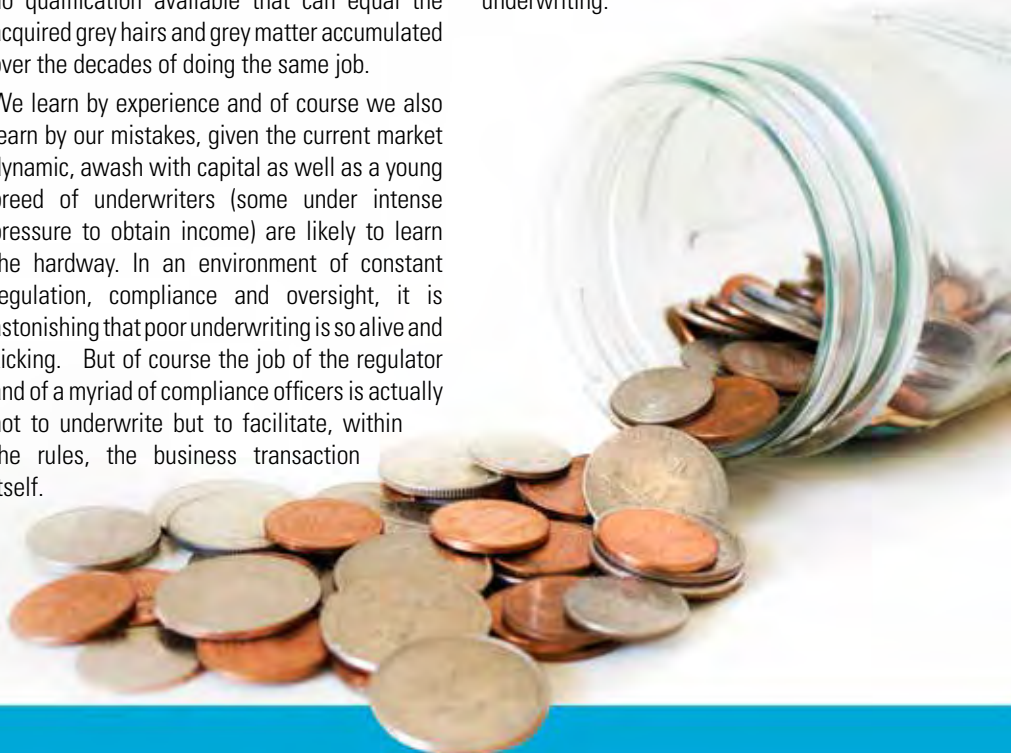 no qualification available that can equal the
acquired grey hairs and grey matter accumulated
over the decades of doing the same job.
We learn by experience and of course we also
learn by our mistakes, given the current market
dynamic, awash with capital as well as a young
breed of underwriters (some under intense
pressure to obtain income) are likely to learn
the hardway. In an environment of constant
regulation, compliance and oversight, it is
astonishing that poor underwriting is so alive and
kicking. But of course the job of the regulator
and of a myriad of compliance officers is actually
not to underwrite but to facilitate, within
the rules, the business transaction
itself.
underwriting.